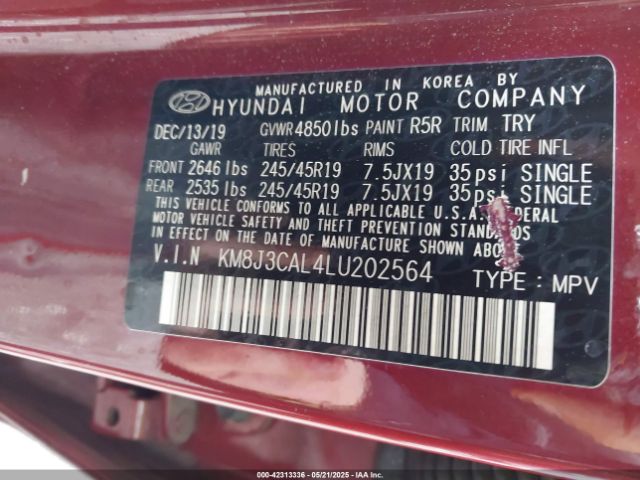 MANUFACTURED IN KOREA BY
HYUNDAI MOTOR COMPANY
DEC/13/19 GVWR 4850lbs PAINT R5R TRIM TRY
GAWR TIRES RIMS COLD TIRE INFL
FRONT 2646 lbs 245/45R19 7.5JX19 35psi SINGLE
REAR 2535 lbs 245/45R19 7.5JX19 35psi SINGLE
THIS VEHICLE CONFORMS TO ALL APPLICABLE U.S.A. FEDERAL
MOTOR VEHICLE SAFETY AND THEFT PREVENTION
STANDARDS IN EFFECT ON THE DATE OF MANUFACTURE SHOWN ABOVE.
V.I.N KM8J3CAL4LU202564 TYPE : MPV
000-42313336 - 05/21/2025 - IAAI Chicago-North